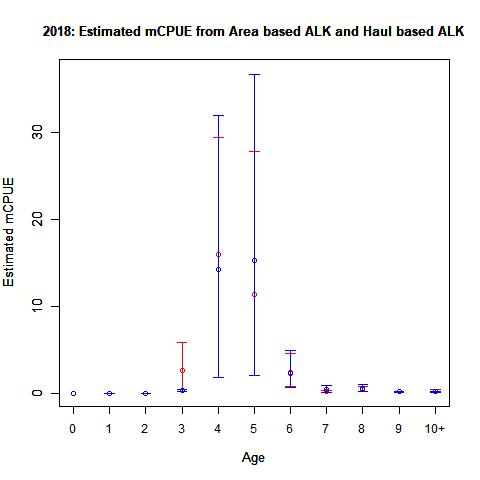 2018: Estimated mCPUE from Area based ALK and Haul based ALK
Estimated mCPUE
30
20
10
0
0 1 2 3 4 5 6 7 8 9 10+
Age